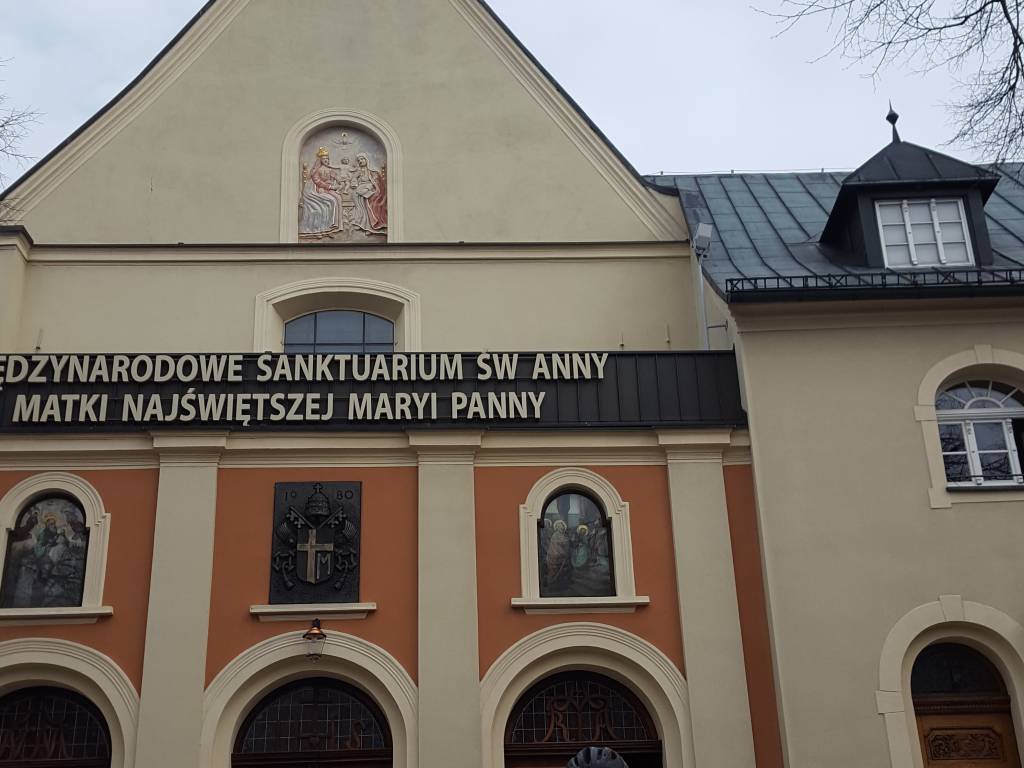 ĘDZYNARODOWE SANKTUARIUM ŚW ANNY
MATKI NAJŚWIĘTSZEJ MARYI PANNY
1980
M